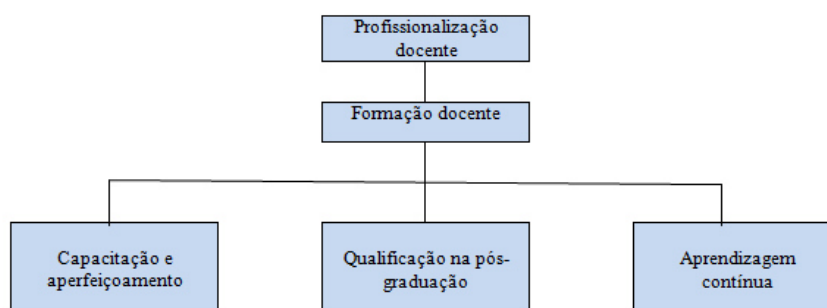 Profissionalização
docente
Formação docente
Capacitação e
aperfeiçoamento
Qualificação na pós-
graduação
Aprendizagem
contínua